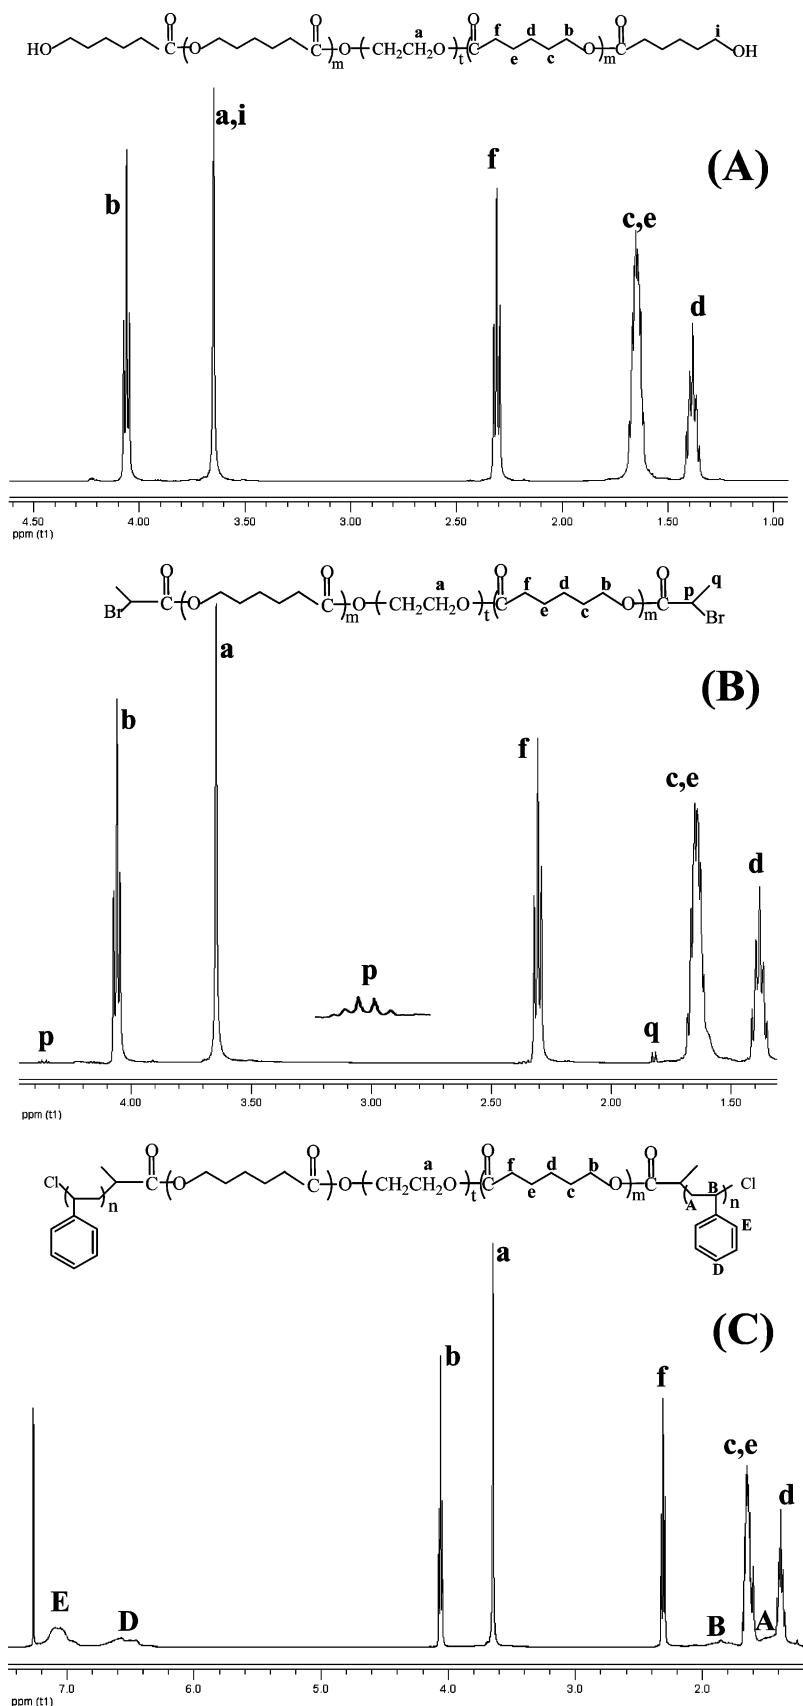 a f d b i
O O O O
HO C O C O CH2CH2O C O C OH
m t e c m
a,i
(A)
b f
c,e
d
4.50 4.00 3.50 3.00 2.50 2.00 1.50 1.00
ppm (t1)
O O a O f d b O p q
Br C O C O CH2CH2O C e c O C Br
m t m
a
(B)
b
f
c,e
d
p
p q
4.00 3.50 3.00 2.50 2.00 1.50
ppm (t1)
O O a O f d b O
Cl n C O C m O CH2CH2O t C e c O m C A B n Cl
E
D
a
(C)
b f
c,e
d
E D B A
7.0 6.0 5.0 4.0 3.0 2.0
ppm (t1)